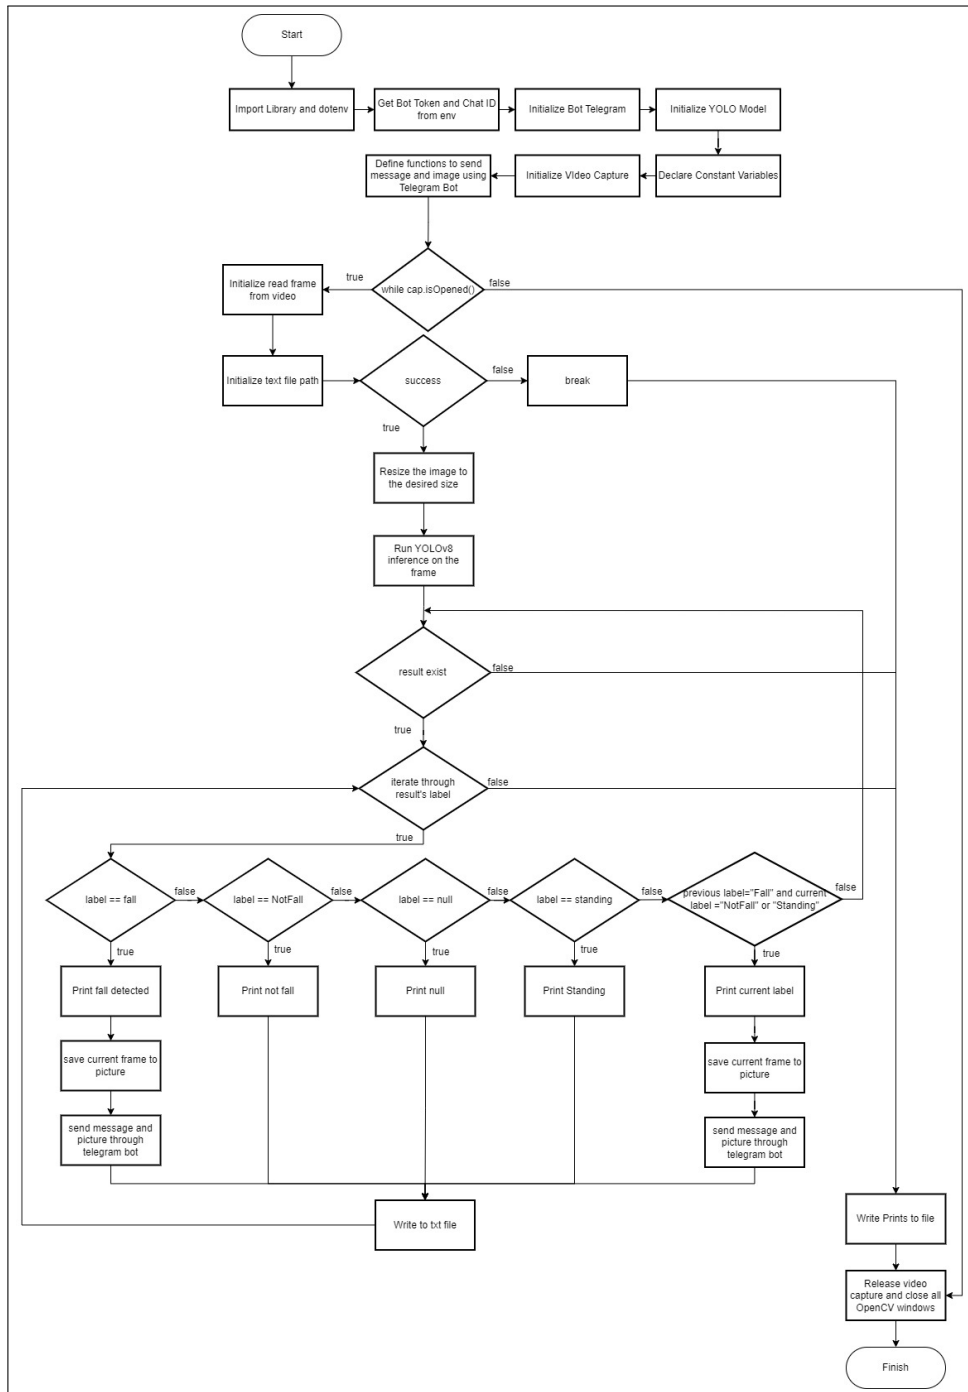 Start
Import Library and dotenv
Get Bot Token and Chat ID
from env
Initialize Bot Telegram
Initialize YOLO Model
Define functions to send
message and image using
Telegram Bot
Initialize VIdeo Capture
Declare Constant Variables
while cap.isOpened()
true
false
Initialize read frame
from video
Initialize text file path
success
false
break
true
Resize the image to
the desired size
Run YOLOv8
inference on the
frame
result exist
false
true
iterate through
result's label
false
true
label == fall
false
label == NotFall
false
label == null
false
label == standing
false
previous label="Fall" and current
label ="NotFall" or "Standing"
false
true
true
true
true
true
Print fall detected
Print not fall
Print null
Print Standing
Print current label
save current frame to
picture
save current frame to
picture
send message and
picture through
telegram bot
send message and
picture through
telegram bot
Write to txt file
Write Prints to file
Release video
capture and close all
OpenCV windows
Finish